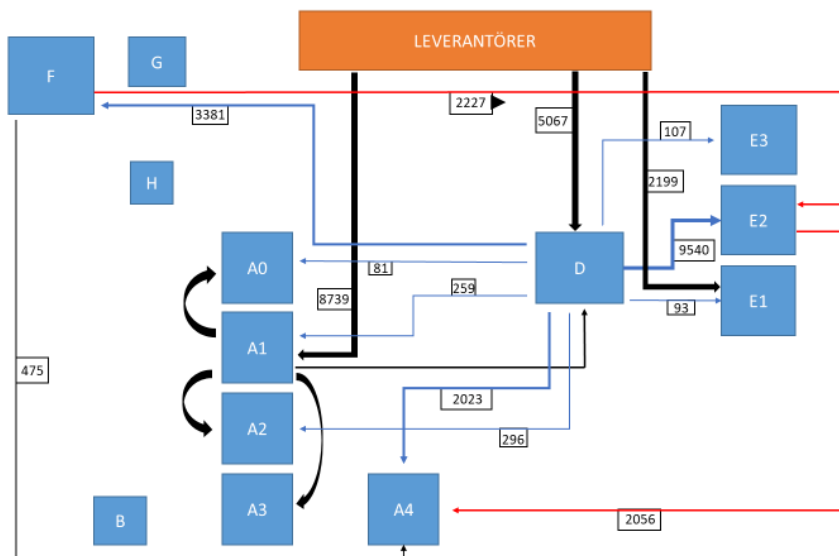 LEVERANTÖRER
F
G
2227
3381
5067
107
E3
H
2199
E2
9540
A0
81
D
259
8739
E1
93
A1
475
2023
A2
296
A3
A4
B
2056